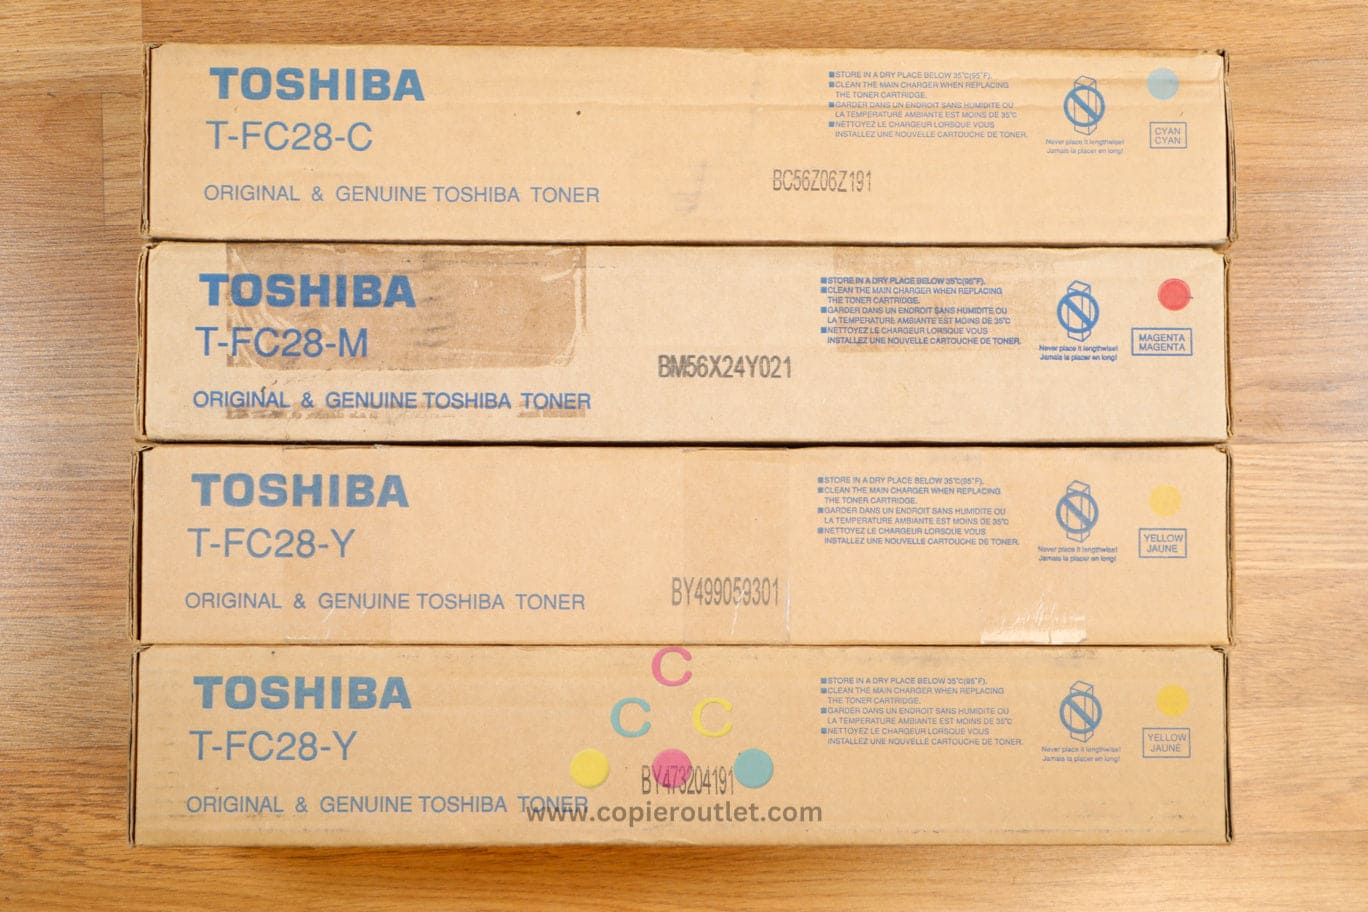 TOSHIBA
T-FC28-C
ORIGINAL & GENUINE TOSHIBA TONER
BC56Z06Z191
■STORE IN A DRY PLACE BELOW 35°C(95°F).
■CLEAN THE MAIN CHARGER WHEN REPLACING
THE TONER CARTRIDGE.
■GARDER DANS UN ENDROIT SANS HUMIDITE OU
LA TEMPERATURE AMBIANTE EST MOINS DE 35°C
■NETTOYEZ LE CHARGEUR LORSQUE VOUS
INSTALLEZ UNE NOUVELLE CARTOUCHE DE TONER.
Never place it lengthwise!
Jamais la placer en long!
CYAN
CYAN
TOSHIBA
T-FC28-M
ORIGINAL & GENUINE TOSHIBA TONER
BM56X24Y021
■STORE IN A DRY PLACE BELOW 35°C(95°F).
■CLEAN THE MAIN CHARGER WHEN REPLACING
THE TONER CARTRIDGE.
■GARDER DANS UN ENDROIT SANS HUMIDITE OU
LA TEMPERATURE AMBIANTE EST MOINS DE 35°C
■NETTOYEZ LE CHARGEUR LORSQUE VOUS
INSTALLEZ UNE NOUVELLE CARTOUCHE DE TONER.
Never place it lengthwise!
Jamais la placer en long!
MAGENTA
MAGENTA
TOSHIBA
T-FC28-Y
ORIGINAL & GENUINE TOSHIBA TONER
BY499059301
■STORE IN A DRY PLACE BELOW 35°C(95°F).
■CLEAN THE MAIN CHARGER WHEN REPLACING
THE TONER CARTRIDGE.
■GARDER DANS UN ENDROIT SANS HUMIDITE OU
LA TEMPERATURE AMBIANTE EST MOINS DE 35°C
■NETTOYEZ LE CHARGEUR LORSQUE VOUS
INSTALLEZ UNE NOUVELLE CARTOUCHE DE TONER.
Never place it lengthwise!
Jamais la placer en long!
YELLOW
JAUNE
TOSHIBA
T-FC28-Y
ORIGINAL & GENUINE TOSHIBA TONER
C
C C
BY473204191
www.copieroutlet.com
■STORE IN A DRY PLACE BELOW 35°C(95°F).
■CLEAN THE MAIN CHARGER WHEN REPLACING
THE TONER CARTRIDGE.
■GARDER DANS UN ENDROIT SANS HUMIDITE OU
LA TEMPERATURE AMBIANTE EST MOINS DE 35°C
■NETTOYEZ LE CHARGEUR LORSQUE VOUS
INSTALLEZ UNE NOUVELLE CARTOUCHE DE TONER.
Never place it lengthwise!
Jamais la placer en long!
YELLOW
JAUNE